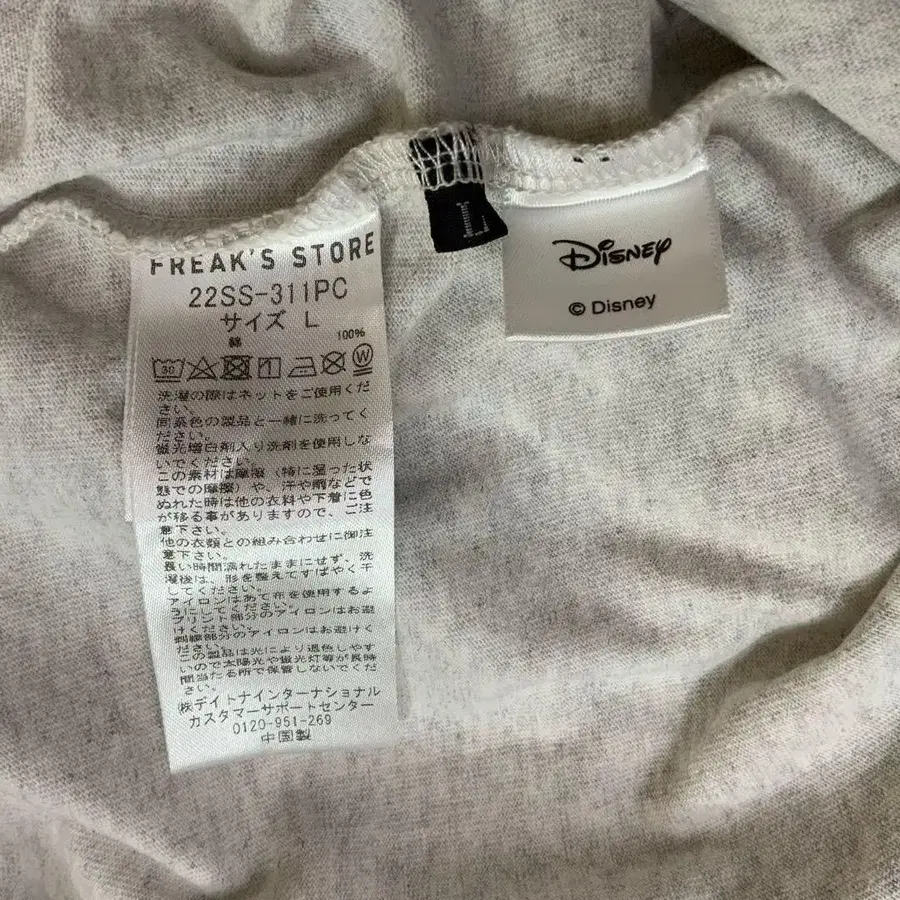 FREAK'S STORE
22SS-311PC
サイズ L
綿 100%
30
W
洗濯の際はネットをご使用くだ
さい。
同系色の製品と一緒に洗ってく
ださい。
蛍光増白剤入り洗剤を使用しな
いでください。
この素材は摩擦（特に湿った状
態での摩擦）や、汗や雨などで
ぬれた時は他の衣料や下着に色
が移る事がありますので、ご注
意下さい。
他の衣類との組み合わせに御注
意下さい。
長い時間濡れたままにせず、洗
濯後は、形を整えてすばやく干
してください。
アイロンはあて布を使用するよ
うにしてください。
プリント部分のアイロンはお避
けください。
刺繍部分のアイロンはお避けく
ださい。
この製品は光により退色しやす
いので太陽光や蛍光灯等が長時
間当たる所で保管しないでくだ
さい。
㈱デイトナインターナショナル
カスタマーサポートセンター
0120-951-269
中国製
L
Disney
© Disney